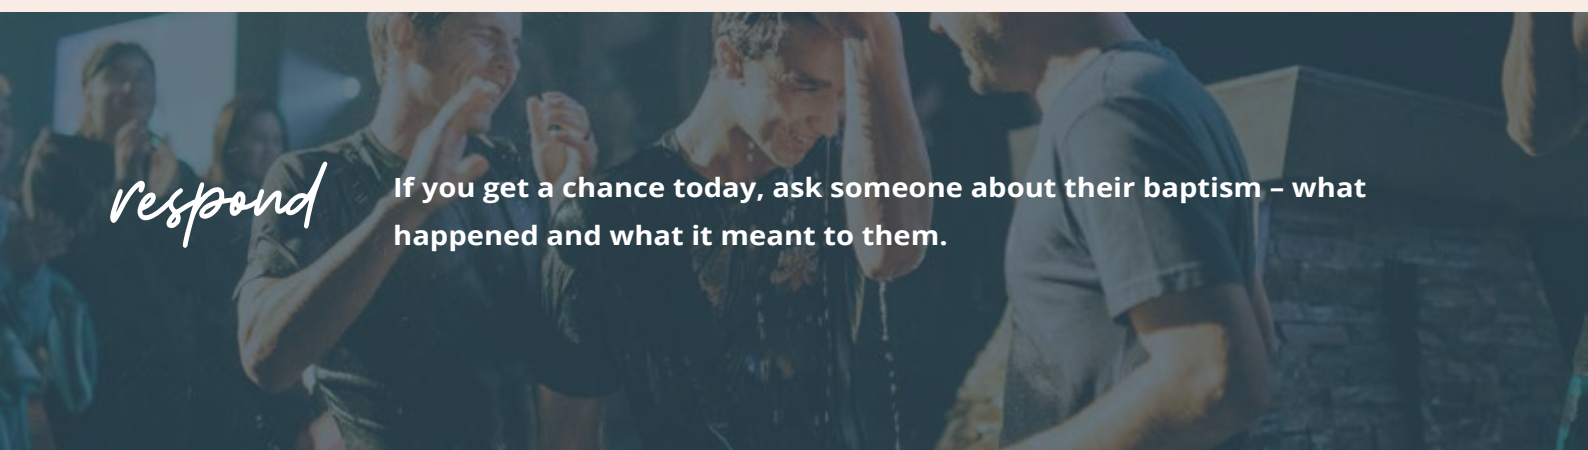 respond
If you get a chance today, ask someone about their baptism – what
happened and what it meant to them.